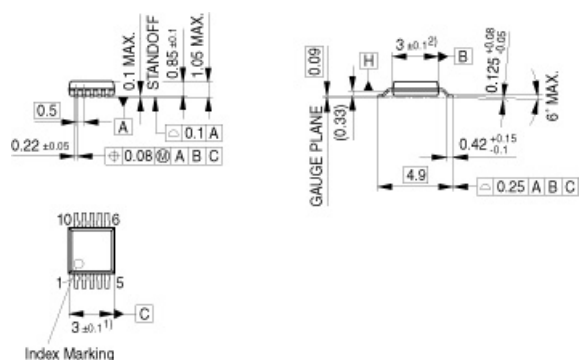 0.1 MAX.
STANDOFF
0.85 ±0.1
1.05 MAX.
0.5
A
⌓ 0.1 A
0.22 ±0.05
⌖ 0.08 Ⓜ A B C
0.09
H
3 ±0.1 2)
B
0.125 +0.08 -0.05
6° MAX.
GAUGE PLANE
(0.33)
0.42 +0.15 -0.1
4.9
⌓ 0.25 A B C
10 6
1 5
3 ±0.1 1)
C
Index Marking